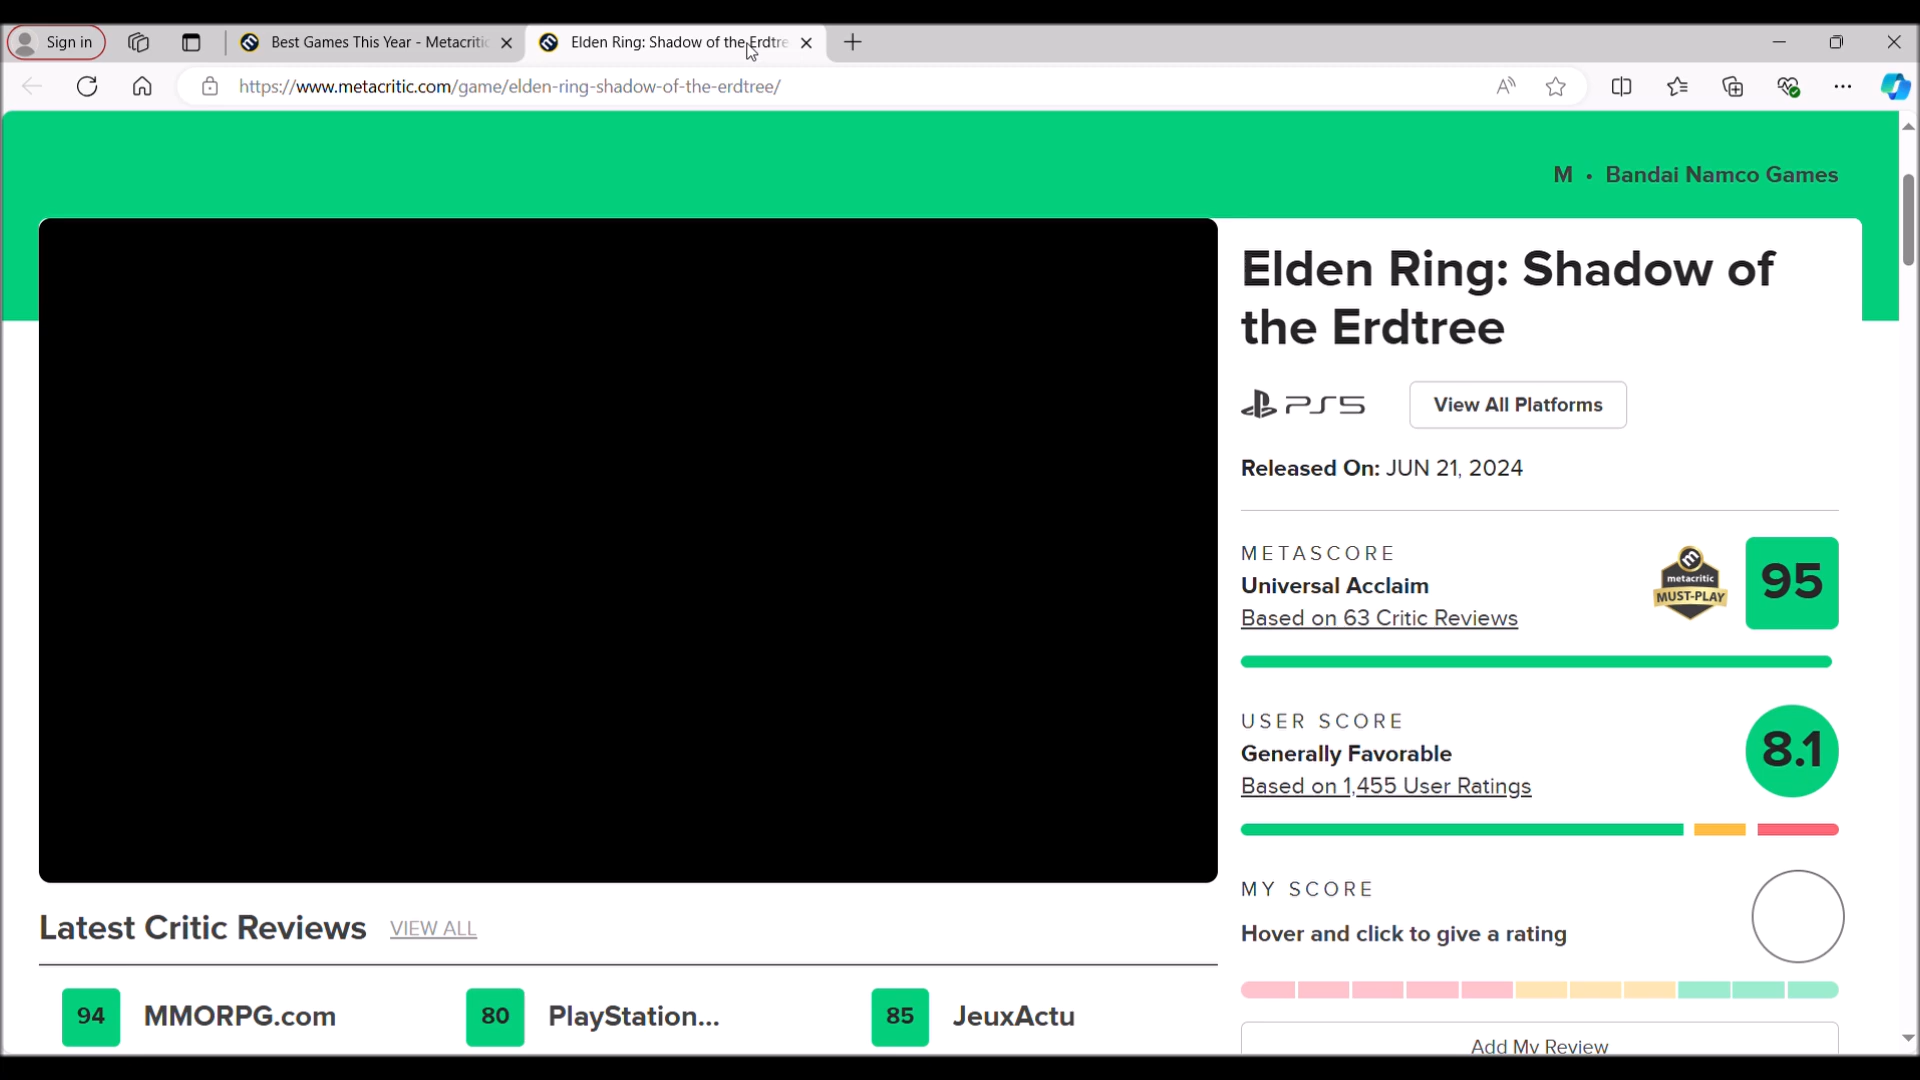 Sign in
Best Games This Year - Metacritic
Elden Ring: Shadow of the Erdtre
https://www.metacritic.com/game/elden-ring-shadow-of-the-erdtree/
M • Bandai Namco Games
Elden Ring: Shadow of
the Erdtree
PS5
View All Platforms
Released On: JUN 21, 2024
METASCORE
Universal Acclaim
Based on 63 Critic Reviews
metacritic
MUST-PLAY
95
USER SCORE
Generally Favorable
Based on 1,455 User Ratings
8.1
MY SCORE
Hover and click to give a rating
Add My Review
Latest Critic Reviews VIEW ALL
94 MMORPG.com
80 PlayStation...
85 JeuxActu